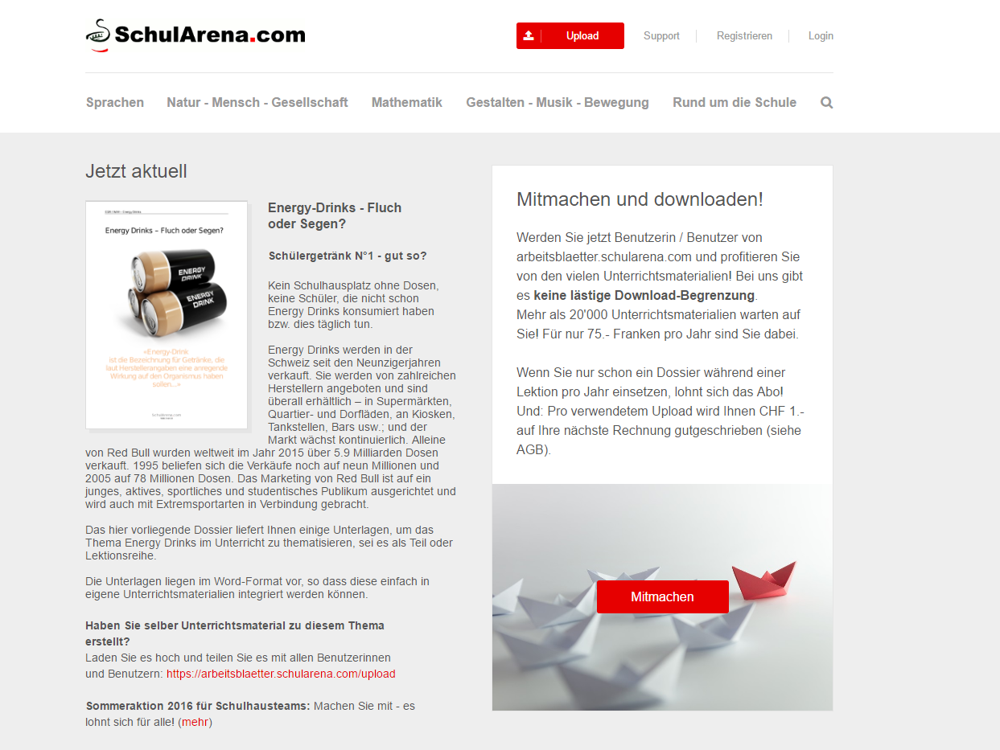 SchulArena.com
Upload
Support
Registrieren
Login
Sprachen
Natur - Mensch - Gesellschaft
Mathematik
Gestalten - Musik - Bewegung
Rund um die Schule
Jetzt aktuell
Energy Drinks – Fluch oder Segen?
ENERGY
DRINK
ENERGY
DRINK
«Energy-Drink
ist die Bezeichnung für Getränke, die
laut Herstellerangaben eine anregende
Wirkung auf den Organismus haben
sollen...»
SchulArena.com
Energy-Drinks - Fluch
oder Segen?
Schülergetränk N°1 - gut so?
Kein Schulhausplatz ohne Dosen,
keine Schüler, die nicht schon
Energy Drinks konsumiert haben
bzw. dies täglich tun.
Energy Drinks werden in der
Schweiz seit den Neunzigerjahren
verkauft. Sie werden von zahlreichen
Herstellern angeboten und sind
überall erhältlich – in Supermärkten,
Quartier- und Dorfläden, an Kiosken,
Tankstellen, Bars usw.; und der
Markt wächst kontinuierlich. Alleine
von Red Bull wurden weltweit im Jahr 2015 über 5.9 Milliarden Dosen
verkauft. 1995 beliefen sich die Verkäufe noch auf neun Millionen und
2005 auf 78 Millionen Dosen. Das Marketing von Red Bull ist auf ein
junges, aktives, sportliches und studentisches Publikum ausgerichtet und
wird auch mit Extremsportarten in Verbindung gebracht.
Das hier vorliegende Dossier liefert Ihnen einige Unterlagen, um das
Thema Energy Drinks im Unterricht zu thematisieren, sei es als Teil oder
Lektionsreihe.
Die Unterlagen liegen im Word-Format vor, so dass diese einfach in
eigene Unterrichtsmaterialien integriert werden können.
Haben Sie selber Unterrichtsmaterial zu diesem Thema
erstellt?
Laden Sie es hoch und teilen Sie es mit allen Benutzerinnen
und Benutzern: https://arbeitsblaetter.schularena.com/upload
Sommeraktion 2016 für Schulhausteams: Machen Sie mit - es
lohnt sich für alle! (mehr)
Mitmachen und downloaden!
Werden Sie jetzt Benutzerin / Benutzer von
arbeitsblaetter.schularena.com und profitieren Sie
von den vielen Unterrichtsmaterialien! Bei uns gibt
es keine lästige Download-Begrenzung.
Mehr als 20'000 Unterrichtsmaterialien warten auf
Sie! Für nur 75.- Franken pro Jahr sind Sie dabei.
Wenn Sie nur schon ein Dossier während einer
Lektion pro Jahr einsetzen, lohnt sich das Abo!
Und: Pro verwendetem Upload wird Ihnen CHF 1.-
auf Ihre nächste Rechnung gutgeschrieben (siehe
AGB).
Mitmachen